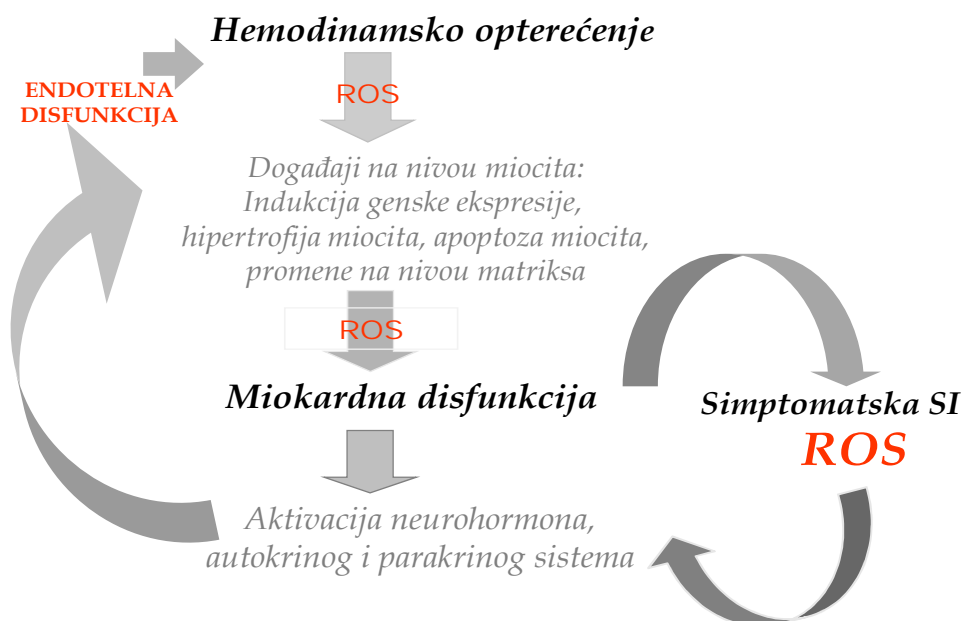 Hemodinamsko opterećenje
ENDOTELNA
DISFUNKCIJA
ROS
Događaji na nivou miocita:
Indukcija genske ekspresije,
hipertrofija miocita, apoptoza miocita,
promene na nivou matriksa
ROS
Miokardna disfunkcija
Simptomatska SI
ROS
Aktivacija neurohormona,
autokrinog i parakrinog sistema